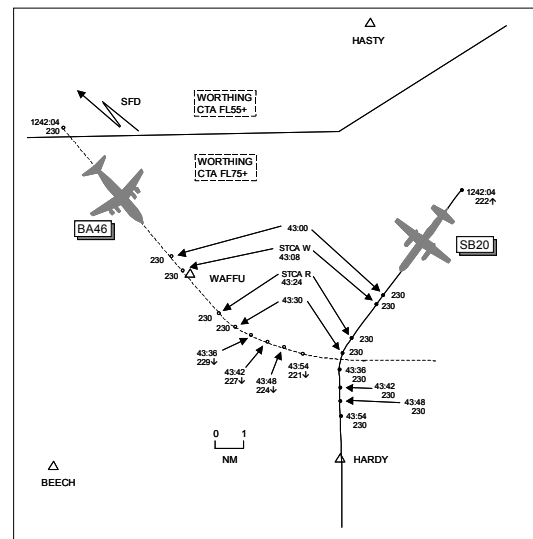 HASTY
SFD
WORTHING
CTA FL55+
1242:04
230
WORTHING
CTA FL75+
1242:04
222↑
BA46
SB20
43:00
STCA W
43:08
230
230
WAFFU
STCA R
43:24
43:30
230
230
230
230
230
230
43:36
229↓
43:42
227↓
43:48
224↓
43:54
221↓
43:36
230
43:42
230
43:48
230
43:54
230
0 1
NM
BEECH
HARDY